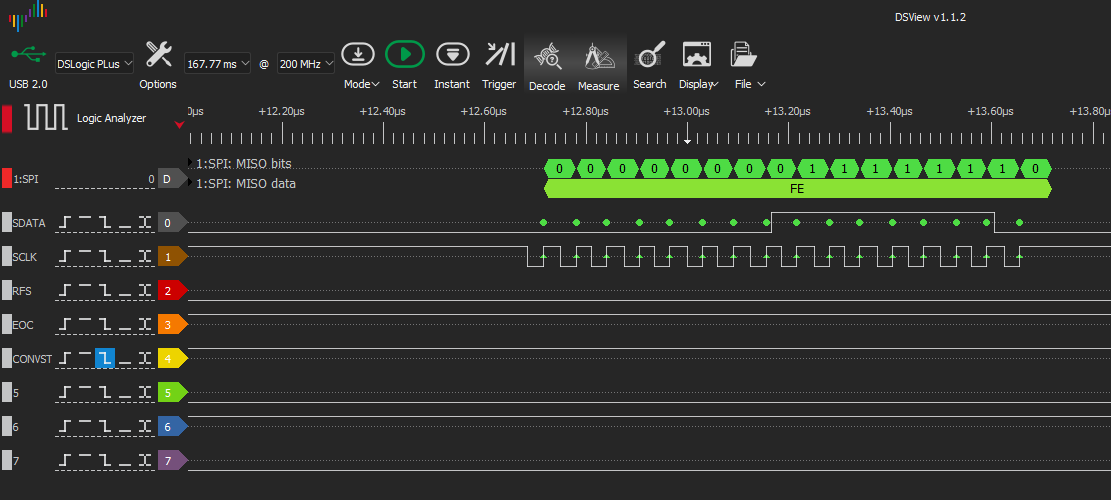 DSView v1.1.2
USB 2.0
DSLogic PLus
Options
167.77 ms
@
200 MHz
Mode
Start
Instant
Trigger
Decode
Measure
Search
Display
File
Logic Analyzer
0µs +12.20µs +12.40µs +12.60µs +12.80µs +13.00µs +13.20µs +13.40µs +13.60µs +13.80µs
1:SPI 0 D
1:SPI: MISO bits
0 0 0 0 0 0 0 0 1 1 1 1 1 1 1 0
1:SPI: MISO data
FE
SDATA 0
SCLK 1
RFS 2
EOC 3
CONVST 4
5 5
6 6
7 7